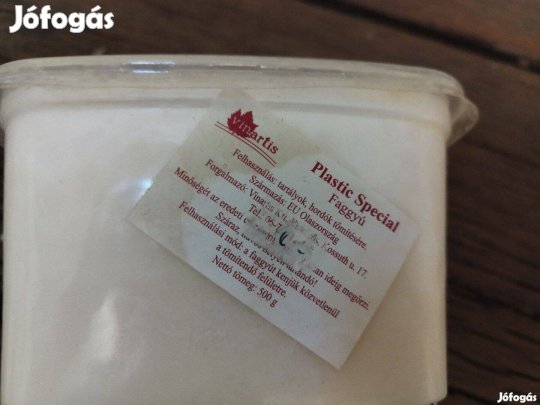 Jófogás
vinartis
Plastic Special
Faggyú
Felhasználás: tartályok, hordók tömítésére.
Származás: EU Olaszország
Forgalmazó: Kossuth u. 17.
Tel.
Minőségét az eredeti ideig megőrzi.
Száraz,
Felhasználási mód: a faggyút kenjük közvetlenül
a tömítendő felületre.
Nettó tömeg: 500 g
Jófogás